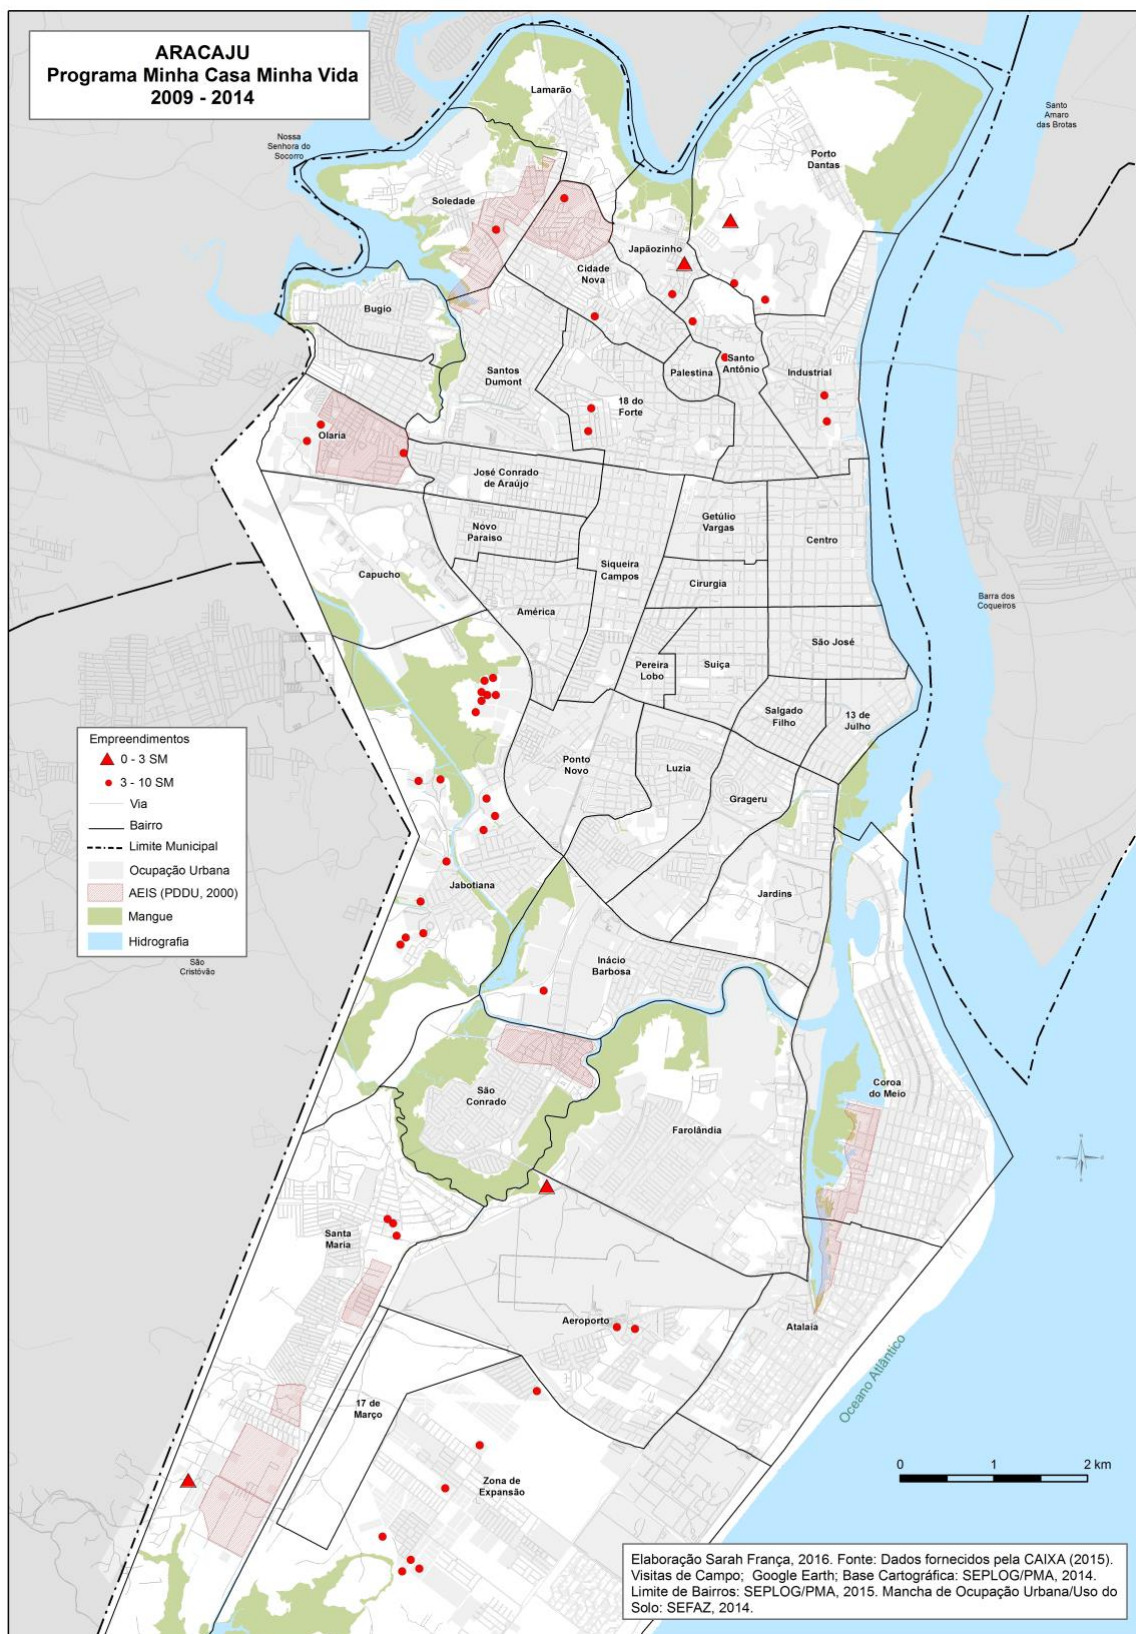 ARACAJU
Programa Minha Casa Minha Vida
2009 - 2014
Lamarão
Santo
Amaro
das Brotas
Nossa
Senhora do
Socorro
Porto
Dantas
Soledade
Japãozinho
Cidade
Nova
Bugio
Santos
Dumont
Palestina
Santo
Antônio
Industrial
18 do
Forte
Olaria
José Conrado
de Araújo
Getúlio
Vargas
Novo
Paraíso
Centro
Siqueira
Campos
Capucho
Cirurgia
Barra dos
Coqueiros
América
São José
Pereira
Lobo
Suiça
Salgado
Filho
13 de
Julho
Empreendimentos
0 - 3 SM
3 - 10 SM
Via
Bairro
Limite Municipal
Ocupação Urbana
AEIS (PDDU, 2000)
Mangue
Hidrografia
Ponto
Novo
Luzia
Grageru
Jabotiana
Jardins
São
Cristóvão
Inácio
Barbosa
São
Conrado
Coroa
do Meio
Farolândia
Santa
Maria
Aeroporto
Atalaia
Oceano Atlântico
17 de
Março
Zona de
Expansão
0 1 2 km
Elaboração Sarah França, 2016. Fonte: Dados fornecidos pela CAIXA (2015).
Visitas de Campo; Google Earth; Base Cartográfica: SEPLOG/PMA, 2014.
Limite de Bairros: SEPLOG/PMA, 2015. Mancha de Ocupação Urbana/Uso do
Solo: SEFAZ, 2014.